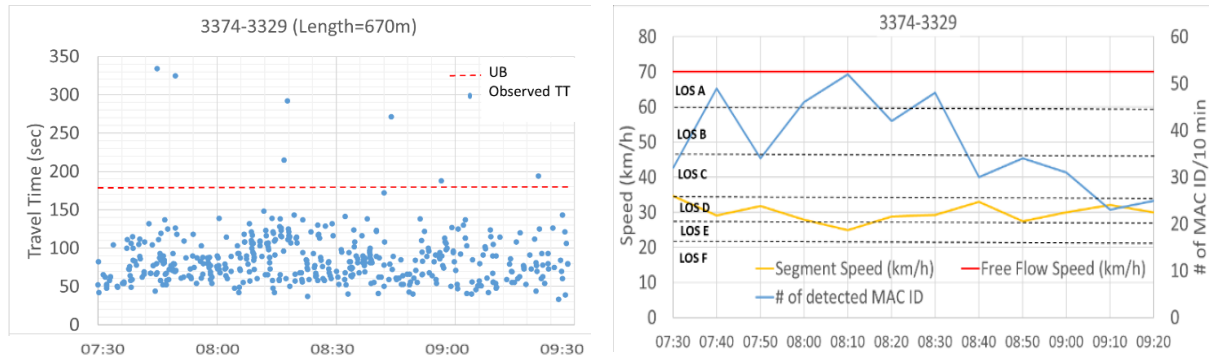 3374-3329 (Length=670m)
350
300
250
200
150
100
50
0
Travel Time (sec)
UB
Observed TT
07:30 08:00 08:30 09:00 09:30
3374-3329
80
70
60
50
40
30
20
10
0
Speed (km/h)
LOS A
LOS B
LOS C
LOS D
LOS E
LOS F
Segment Speed (km/h)
Free Flow Speed (km/h)
# of detected MAC ID
60
50
40
30
20
10
0
# of MAC ID/10 min
07:30 07:40 07:50 08:00 08:10 08:20 08:30 08:40 08:50 09:00 09:10 09:20